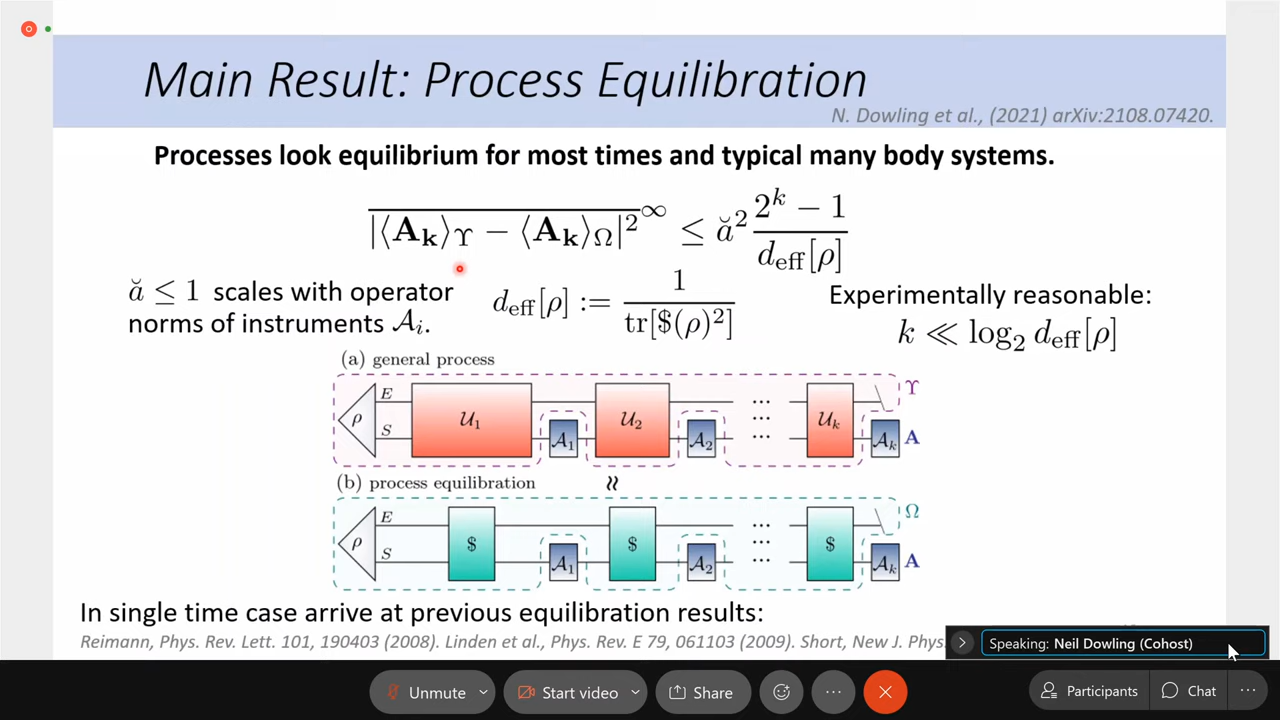 Main Result: Process Equilibration
N. Dowling et al., (2021) arXiv:2108.07420.
Processes look equilibrium for most times and typical many body systems.
|⟨A_k⟩_Υ − ⟨A_k⟩_Ω|²^∞ ≤ ă² (2^k − 1)/d_eff[ρ]
ă ≤ 1 scales with operator norms of instruments 𝒜_i.
d_eff[ρ] := 1/tr[$(ρ)²]
Experimentally reasonable:
k ≪ log₂ d_eff[ρ]
(a) general process
ρ E S 𝒰₁ 𝒜₁ 𝒰₂ 𝒜₂ ... ... ... 𝒰_k 𝒜_k Υ A
(b) process equilibration ≈
ρ E S $ 𝒜₁ $ 𝒜₂ ... ... ... $ 𝒜_k Ω A
In single time case arrive at previous equilibration results:
Reimann, Phys. Rev. Lett. 101, 190403 (2008). Linden et al., Phys. Rev. E 79, 061103 (2009). Short, New J. Phys.
Speaking: Neil Dowling (Cohost)
Unmute
Start video
Share
Participants
Chat